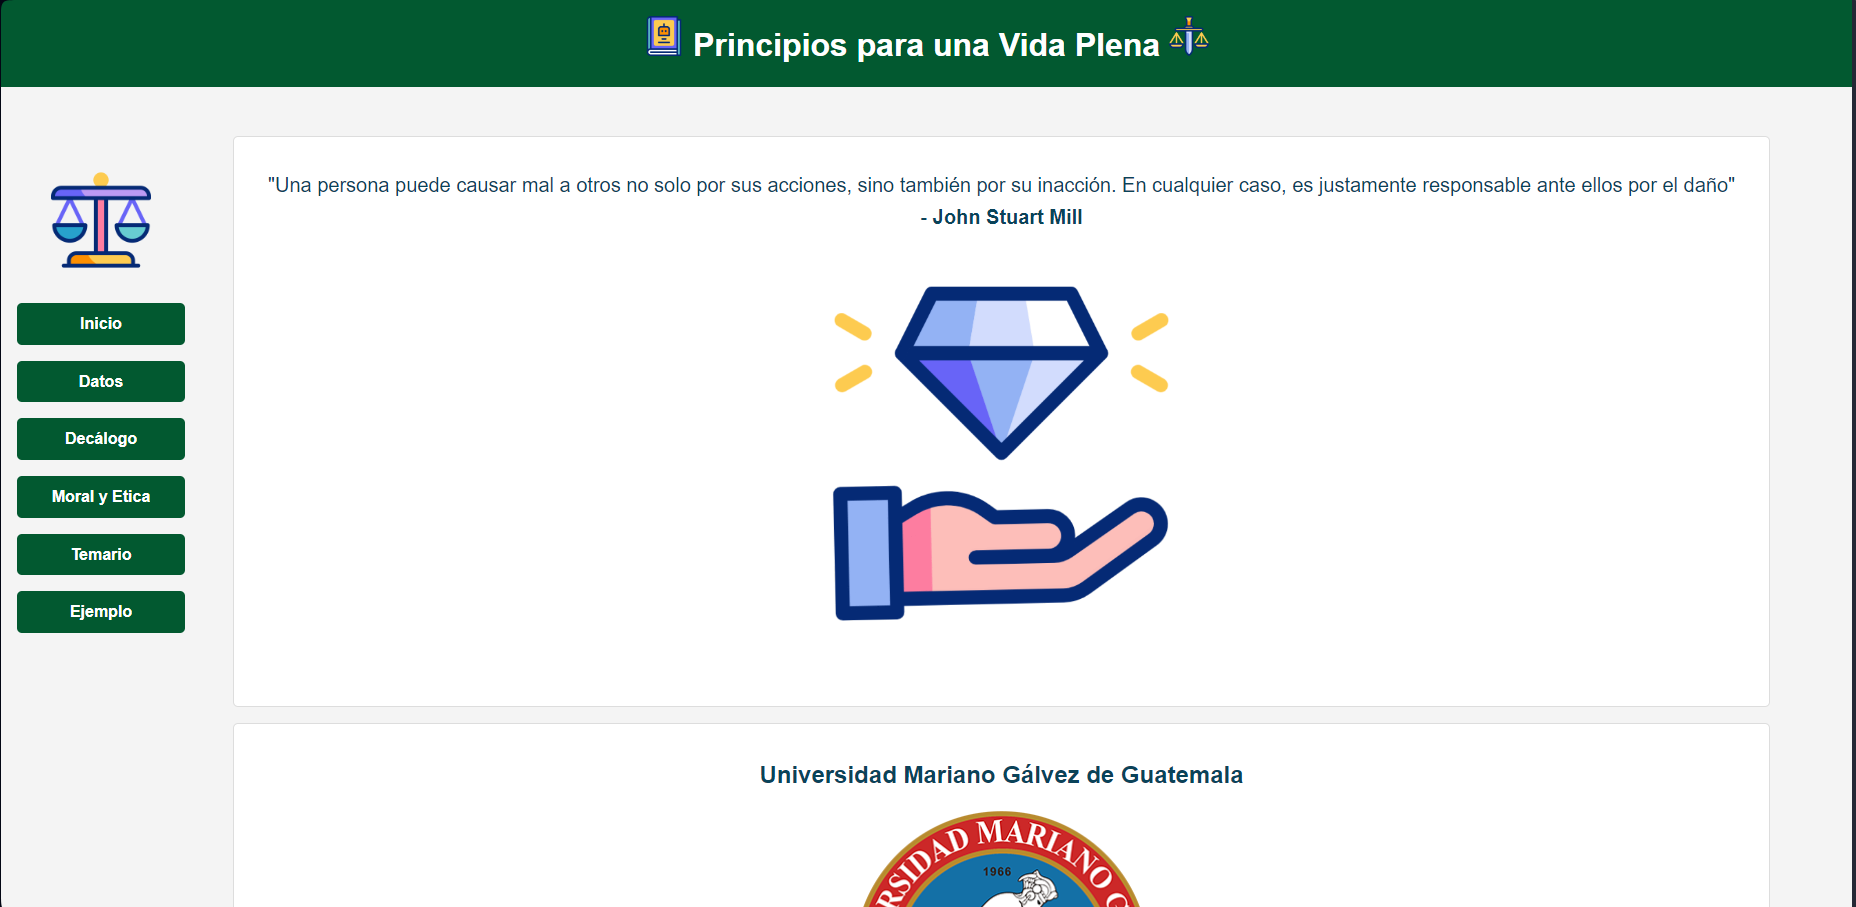 Principios para una Vida Plena
"Una persona puede causar mal a otros no solo por sus acciones, sino también por su inacción. En cualquier caso, es justamente responsable ante ellos por el daño"
- John Stuart Mill
Inicio
Datos
Decálogo
Moral y Etica
Temario
Ejemplo
Universidad Mariano Gálvez de Guatemala
RSIDAD MARIANO G
1966